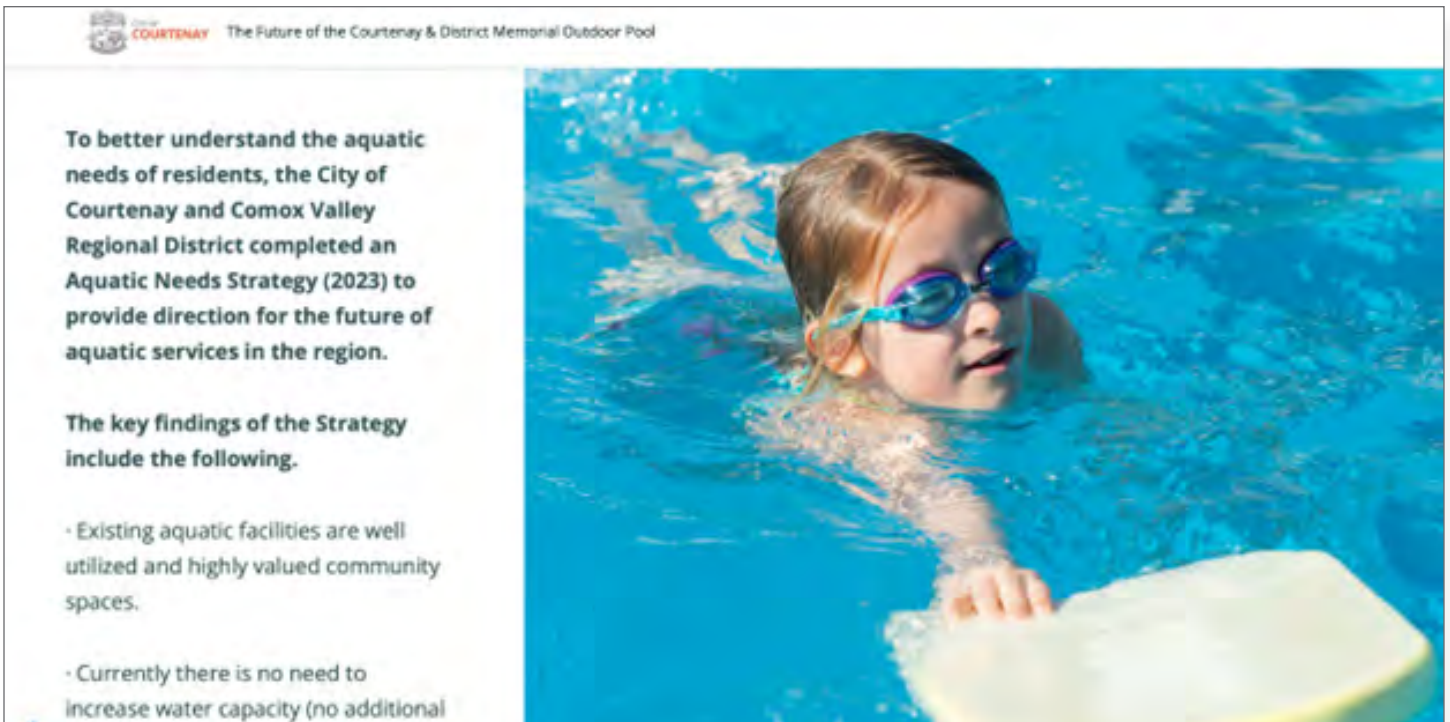 City of
COURTENAY The Future of the Courtenay & District Memorial Outdoor Pool
To better understand the aquatic
needs of residents, the City of
Courtenay and Comox Valley
Regional District completed an
Aquatic Needs Strategy (2023) to
provide direction for the future of
aquatic services in the region.
The key findings of the Strategy
include the following.
· Existing aquatic facilities are well
utilized and highly valued community
spaces.
· Currently there is no need to
increase water capacity (no additional